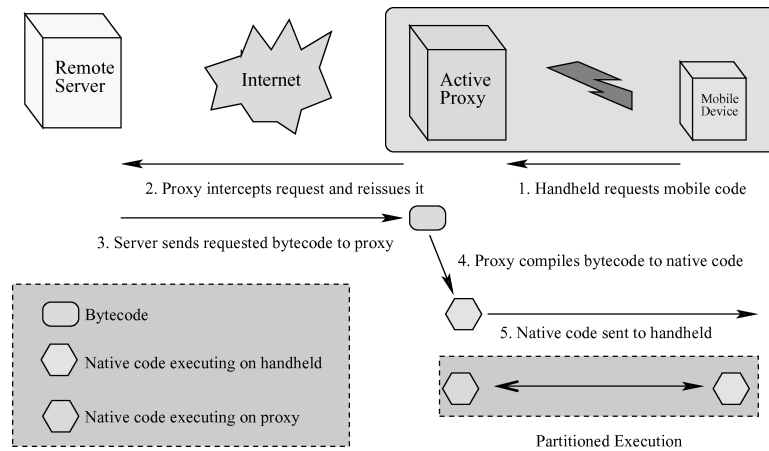 Remote
Server
Internet
Active
Proxy
Mobile
Device
2. Proxy intercepts request and reissues it
1. Handheld requests mobile code
3. Server sends requested bytecode to proxy
4. Proxy compiles bytecode to native code
Bytecode
5. Native code sent to handheld
Native code executing on handheld
Native code executing on proxy
Partitioned Execution